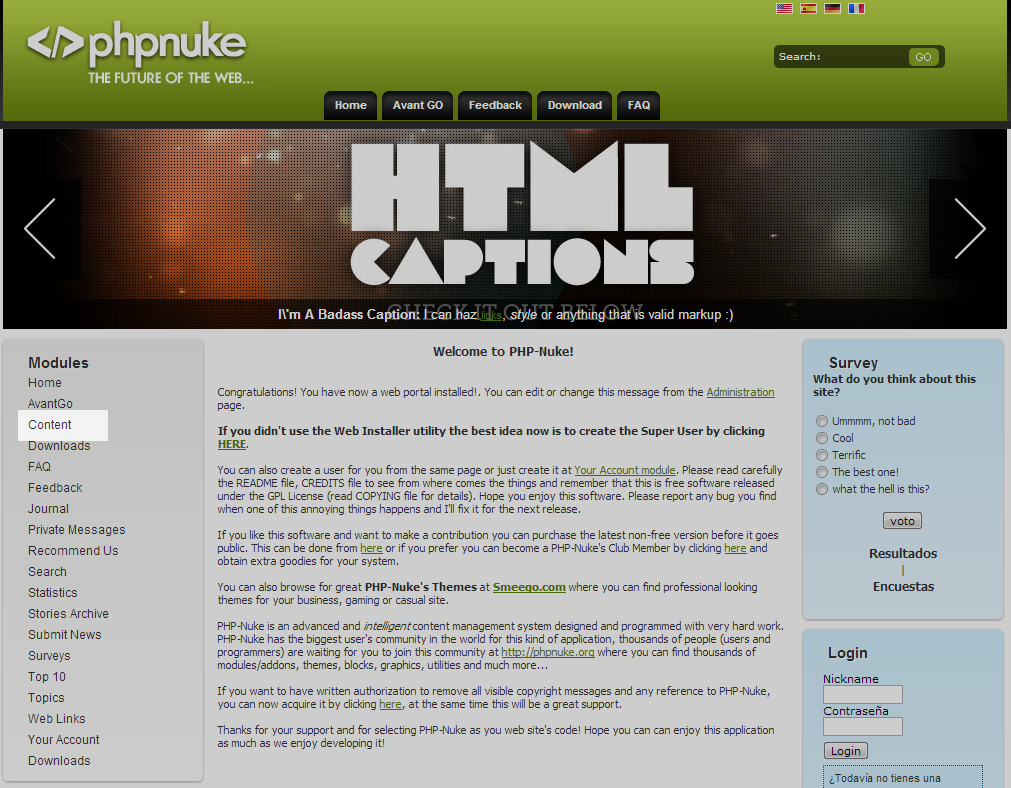 </>phpnuke
THE FUTURE OF THE WEB...
Search:
GO
Home
Avant GO
Feedback
Download
FAQ
HTML
CAPTIONS
CHECK IT OUT BELOW
I\'m A Badass Caption: I can haz links, style or anything that is valid markup :)
Modules
Home
AvantGo
Content
Downloads
FAQ
Feedback
Journal
Private Messages
Recommend Us
Search
Statistics
Stories Archive
Submit News
Surveys
Top 10
Topics
Web Links
Your Account
Downloads
Welcome to PHP-Nuke!
Congratulations! You have now a web portal installed!. You can edit or change this message from the Administration
page.
If you didn't use the Web Installer utility the best idea now is to create the Super User by clicking
HERE.
You can also create a user for you from the same page or just create it at Your Account module. Please read carefully
the README file, CREDITS file to see from where comes the things and remember that this is free software released
under the GPL License (read COPYING file for details). Hope you enjoy this software. Please report any bug you find
when one of this annoying things happens and I'll fix it for the next release.
If you like this software and want to make a contribution you can purchase the latest non-free version before it goes
public. This can be done from here or if you prefer you can become a PHP-Nuke's Club Member by clicking here and
obtain extra goodies for your system.
You can also browse for great PHP-Nuke's Themes at Smeego.com where you can find professional looking
themes for your business, gaming or casual site.
PHP-Nuke is an advanced and intelligent content management system designed and programmed with very hard work.
PHP-Nuke has the biggest user's community in the world for this kind of application, thousands of people (users and
programmers) are waiting for you to join this community at http://phpnuke.org where you can find thousands of
modules/addons, themes, blocks, graphics, utilities and much more...
If you want to have written authorization to remove all visible copyright messages and any reference to PHP-Nuke,
you can now acquire it by clicking here, at the same time this will be a great support.
Thanks for your support and for selecting PHP-Nuke as you web site's code! Hope you can can enjoy this application
as much as we enjoy developing it!
Survey
What do you think about this
site?
Ummmm, not bad
Cool
Terrific
The best one!
what the hell is this?
voto
Resultados
|
Encuestas
Login
Nickname
Contraseña
Login
¿Todavía no tienes una